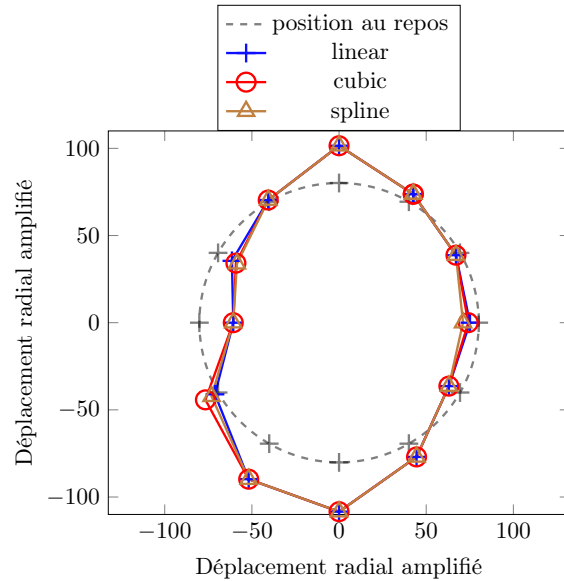 position au repos
linear
cubic
spline
100
50
0
−50
−100
−100 −50 0 50 100
Déplacement radial amplifié
Déplacement radial amplifié